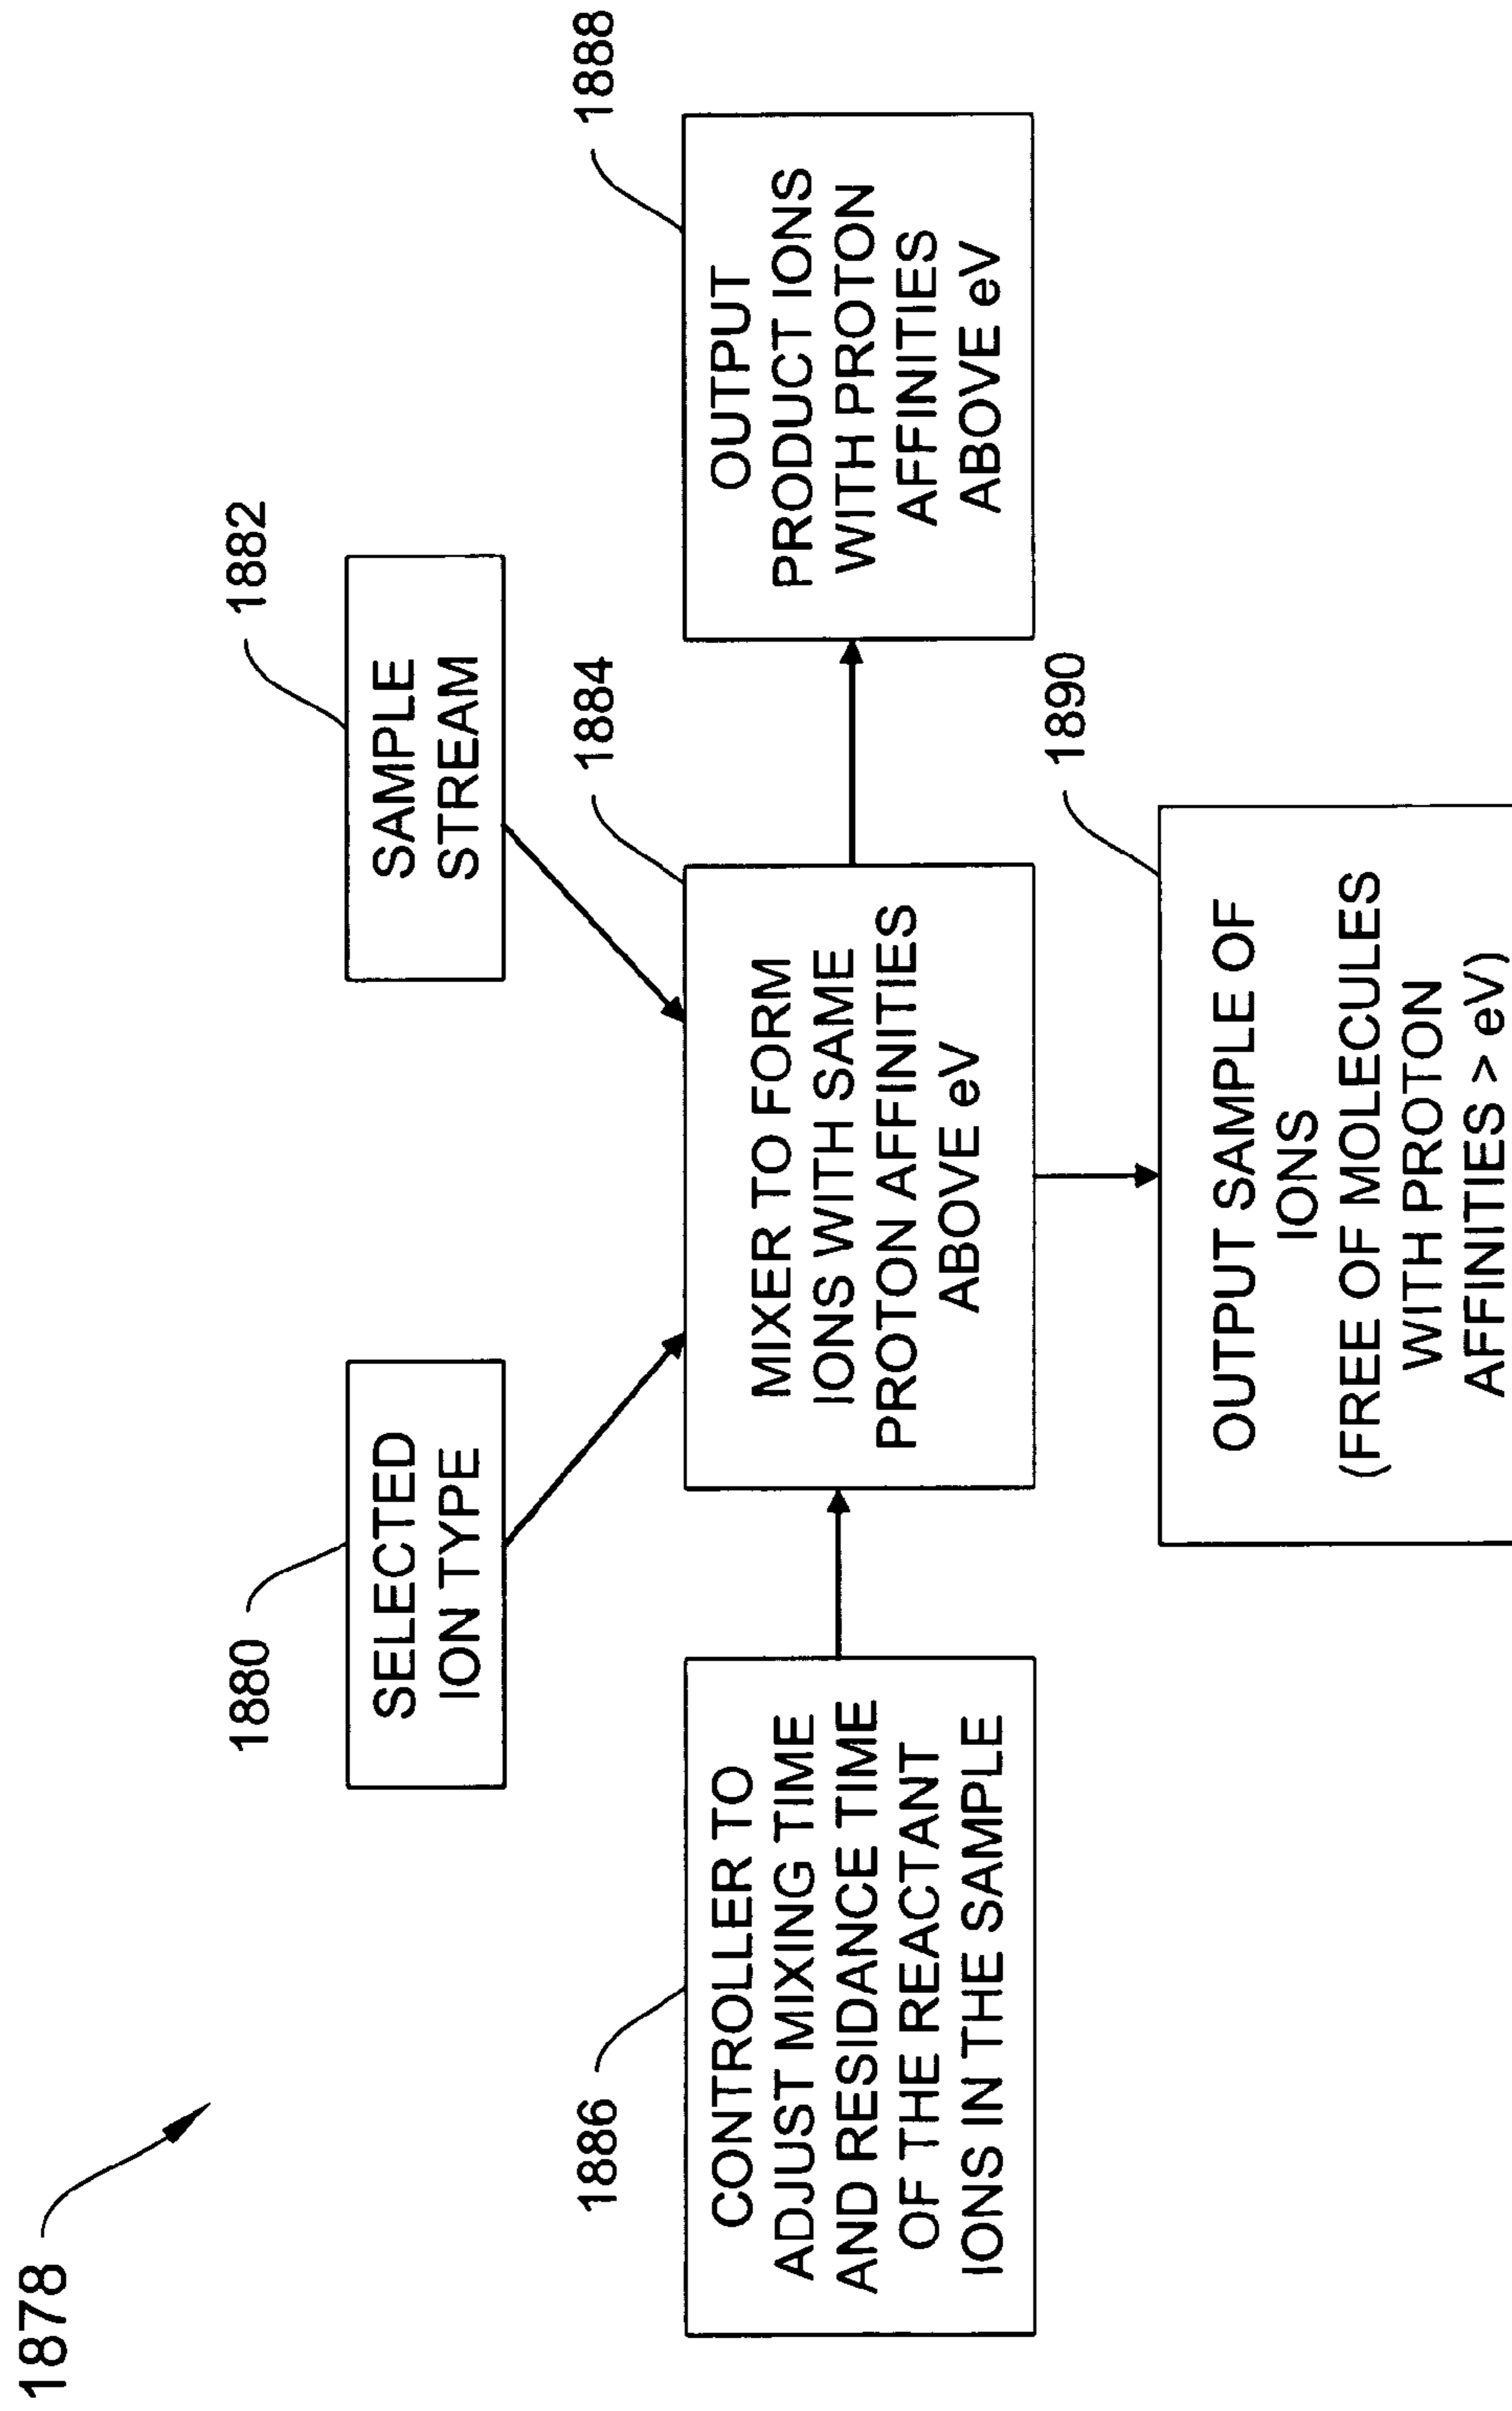 1878
1880
SELECTED
ION TYPE
1882
SAMPLE
STREAM
1886
CONTROLLER TO
ADJUST MIXING TIME
AND RESIDANCE TIME
OF THE REACTANT
IONS IN THE SAMPLE
1884
MIXER TO FORM
IONS WITH SAME
PROTON AFFINITIES
ABOVE eV
1888
OUTPUT
PRODUCT IONS
WITH PROTON
AFFINITIES
ABOVE eV
1890
OUTPUT SAMPLE OF
IONS
(FREE OF MOLECULES
WITH PROTON
AFFINITIES > eV)